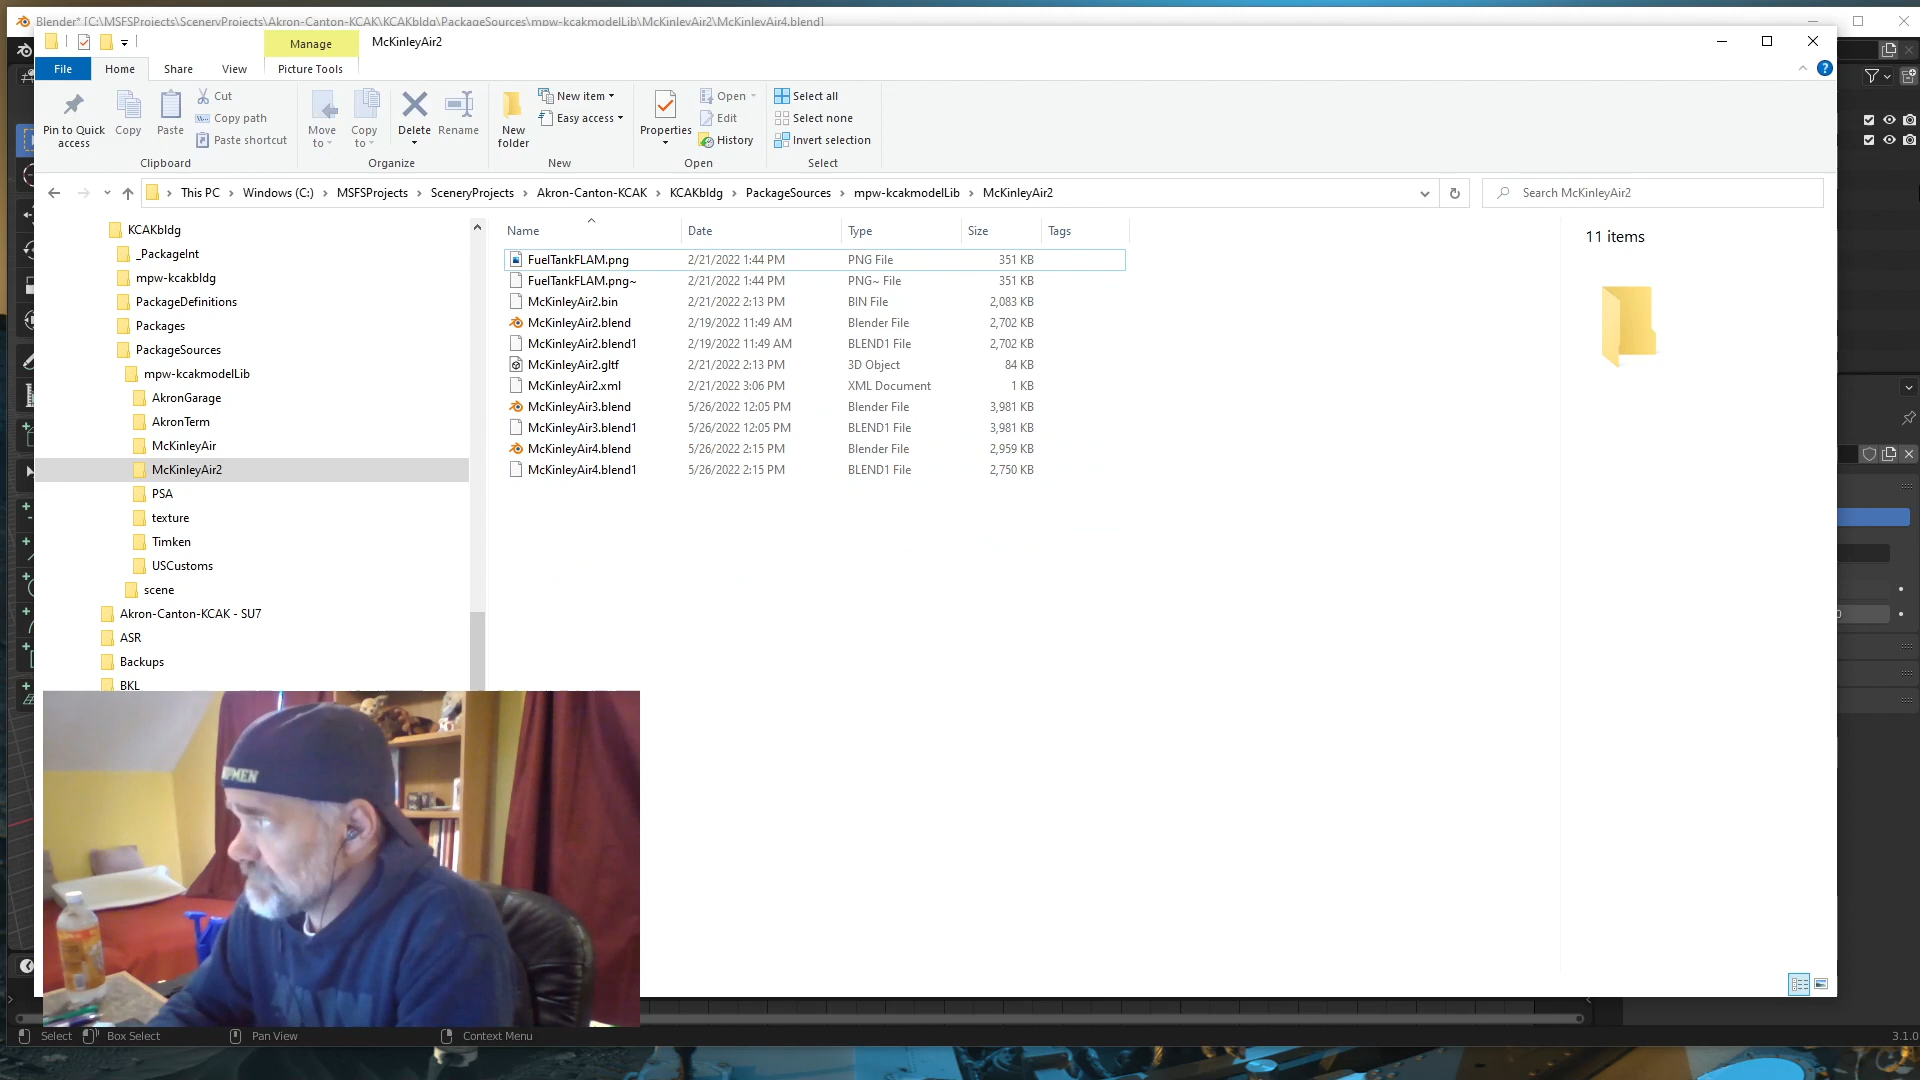 Blender* [C:\MSFSProjects\SceneryProjects\Akron-Canton-KCAK\KCAKbldg\PackageSources\mpw-kcakmodelLib\McKinleyAir2\McKinleyAir4.blend]
Manage
McKinleyAir2
File
Home
Share
View
Picture Tools
Pin to Quick access
Copy
Paste
Cut
Copy path
Paste shortcut
Clipboard
Move to
Copy to
Delete
Rename
Organize
New folder
New item
Easy access
New
Properties
Open
Edit
History
Open
Select all
Select none
Invert selection
Select
This PC > Windows (C:) > MSFSProjects > SceneryProjects > Akron-Canton-KCAK > KCAKbldg > PackageSources > mpw-kcakmodelLib > McKinleyAir2
Search McKinleyAir2
KCAKbldg
_PackageInt
mpw-kcakbldg
PackageDefinitions
Packages
PackageSources
mpw-kcakmodelLib
AkronGarage
AkronTerm
McKinleyAir
McKinleyAir2
PSA
texture
Timken
USCustoms
scene
Akron-Canton-KCAK - SU7
ASR
Backups
BKL
Name Date Type Size Tags
FuelTankFLAM.png 2/21/2022 1:44 PM PNG File 351 KB
FuelTankFLAM.png~ 2/21/2022 1:44 PM PNG~ File 351 KB
McKinleyAir2.bin 2/21/2022 2:13 PM BIN File 2,083 KB
McKinleyAir2.blend 2/19/2022 11:49 AM Blender File 2,702 KB
McKinleyAir2.blend1 2/19/2022 11:49 AM BLEND1 File 2,702 KB
McKinleyAir2.gltf 2/21/2022 2:13 PM 3D Object 84 KB
McKinleyAir2.xml 2/21/2022 3:06 PM XML Document 1 KB
McKinleyAir3.blend 5/26/2022 12:05 PM Blender File 3,981 KB
McKinleyAir3.blend1 5/26/2022 12:05 PM BLEND1 File 3,981 KB
McKinleyAir4.blend 5/26/2022 2:15 PM Blender File 2,959 KB
McKinleyAir4.blend1 5/26/2022 2:15 PM BLEND1 File 2,750 KB
11 items
Select
Box Select
Pan View
Context Menu
3.1.0